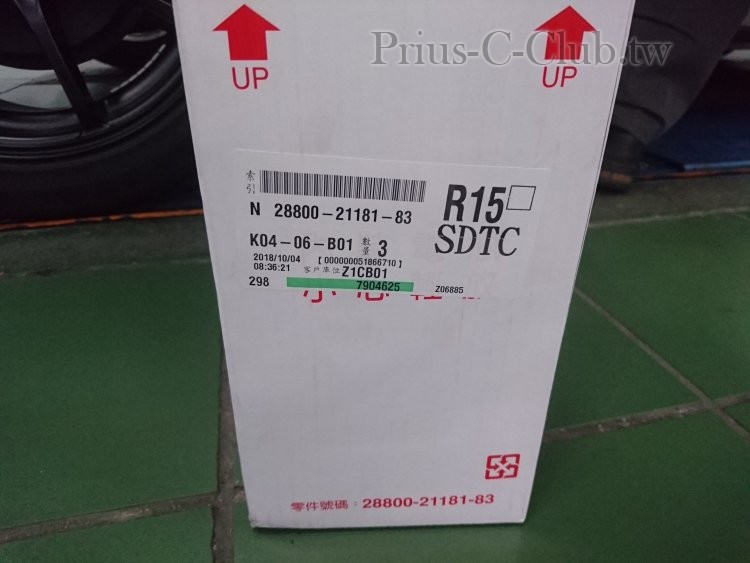 Prius-C-Club.tw
UP
UP
索引
N 28800-21181-83
R15
SDTC
K04-06-B01 數量 3
2018/10/04 [ 000000051866710 ]
08:36:21 客戶車位 Z1CB01
298 7904625 Z06885
零件號碼：28800-21181-83